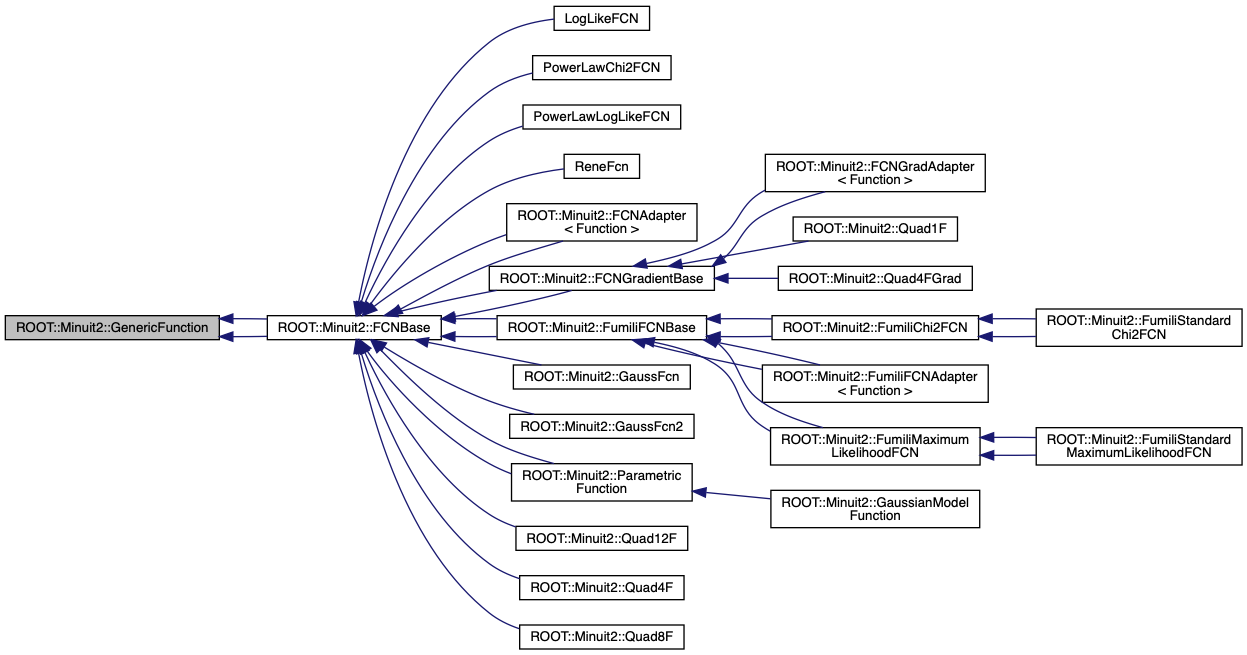 LogLikeFCN
PowerLawChi2FCN
PowerLawLogLikeFCN
ReneFcn
ROOT::Minuit2::FCNAdapter
< Function >
ROOT::Minuit2::FCNGradAdapter
< Function >
ROOT::Minuit2::Quad1F
ROOT::Minuit2::FCNGradientBase
ROOT::Minuit2::Quad4FGrad
ROOT::Minuit2::GenericFunction
ROOT::Minuit2::FCNBase
ROOT::Minuit2::FumiliFCNBase
ROOT::Minuit2::FumiliChi2FCN
ROOT::Minuit2::FumiliStandard
Chi2FCN
ROOT::Minuit2::GaussFcn
ROOT::Minuit2::FumiliFCNAdapter
< Function >
ROOT::Minuit2::GaussFcn2
ROOT::Minuit2::FumiliMaximum
LikelihoodFCN
ROOT::Minuit2::FumiliStandard
MaximumLikelihoodFCN
ROOT::Minuit2::Parametric
Function
ROOT::Minuit2::GaussianModel
Function
ROOT::Minuit2::Quad12F
ROOT::Minuit2::Quad4F
ROOT::Minuit2::Quad8F